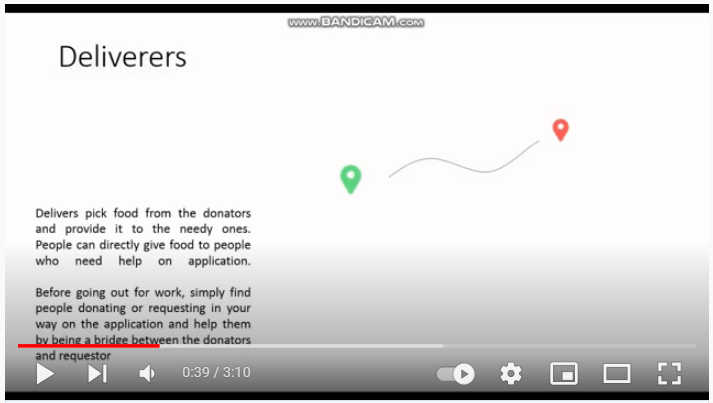 www.BANDICAM.com
Deliverers
Delivers pick food from the donators
and provide it to the needy ones.
People can directly give food to people
who need help on application.
Before going out for work, simply find
people donating or requesting in your
way on the application and help them
by being a bridge between the donators
and requestor
0:39 / 3:10